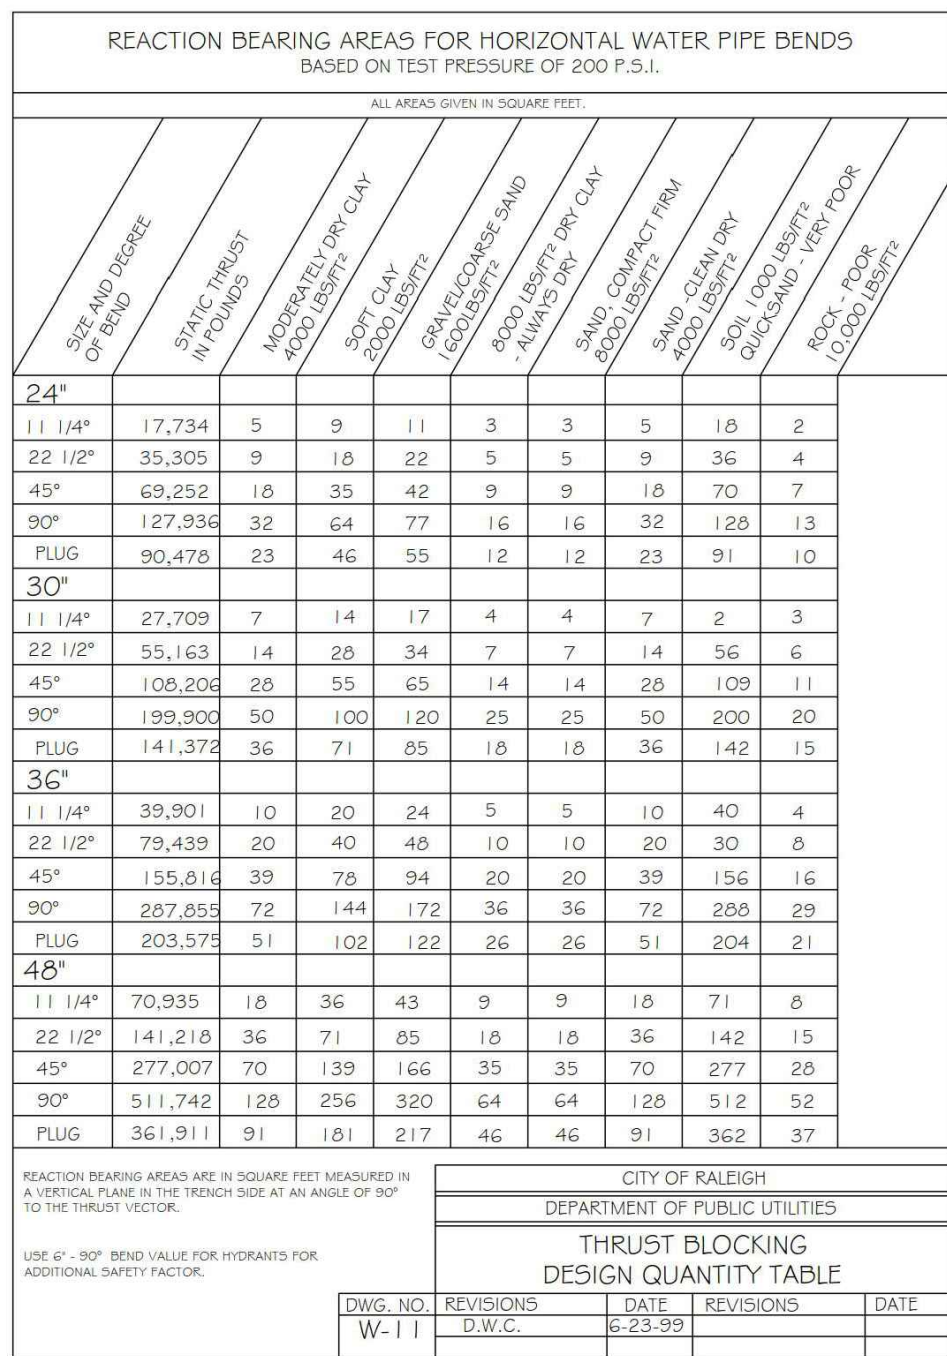 REACTION BEARING AREAS FOR HORIZONTAL WATER PIPE BENDS
BASED ON TEST PRESSURE OF 200 P.S.I.
ALL AREAS GIVEN IN SQUARE FEET.
SIZE AND DEGREE
OF BEND
STATIC THRUST
IN POUNDS
MODERATELY DRY CLAY
4000 LBS/FT²
SOFT CLAY
2000 LBS/FT²
GRAVEL/COARSE SAND
1600LBS/FT²
8000 LBS/FT² DRY CLAY
- ALWAYS DRY
SAND, COMPACT FIRM
8000 LBS/FT²
SAND -CLEAN DRY
4000 LBS/FT²
SOIL 1000 LBS/FT²
QUICKSAND - VERY POOR
ROCK - POOR
10,000 LBS/FT²
24"
11 1/4° 17,734 5 9 11 3 3 5 18 2
22 1/2° 35,305 9 18 22 5 5 9 36 4
45° 69,252 18 35 42 9 9 18 70 7
90° 127,936 32 64 77 16 16 32 128 13
PLUG 90,478 23 46 55 12 12 23 91 10
30"
11 1/4° 27,709 7 14 17 4 4 7 2 3
22 1/2° 55,163 14 28 34 7 7 14 56 6
45° 108,206 28 55 65 14 14 28 109 11
90° 199,900 50 100 120 25 25 50 200 20
PLUG 141,372 36 71 85 18 18 36 142 15
36"
11 1/4° 39,901 10 20 24 5 5 10 40 4
22 1/2° 79,439 20 40 48 10 10 20 30 8
45° 155,816 39 78 94 20 20 39 156 16
90° 287,855 72 144 172 36 36 72 288 29
PLUG 203,575 51 102 122 26 26 51 204 21
48"
11 1/4° 70,935 18 36 43 9 9 18 71 8
22 1/2° 141,218 36 71 85 18 18 36 142 15
45° 277,007 70 139 166 35 35 70 277 28
90° 511,742 128 256 320 64 64 128 512 52
PLUG 361,911 91 181 217 46 46 91 362 37
REACTION BEARING AREAS ARE IN SQUARE FEET MEASURED IN
A VERTICAL PLANE IN THE TRENCH SIDE AT AN ANGLE OF 90°
TO THE THRUST VECTOR.
USE 6" - 90° BEND VALUE FOR HYDRANTS FOR
ADDITIONAL SAFETY FACTOR.
CITY OF RALEIGH
DEPARTMENT OF PUBLIC UTILITIES
THRUST BLOCKING
DESIGN QUANTITY TABLE
DWG. NO. REVISIONS DATE REVISIONS DATE
W-11 D.W.C. 6-23-99